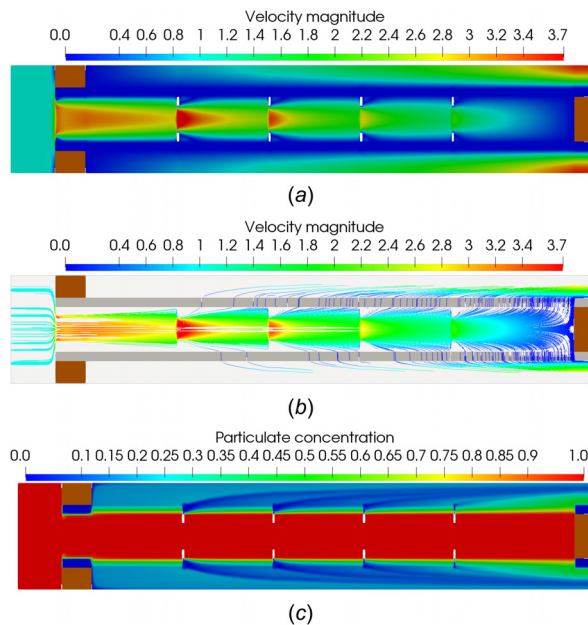 Velocity magnitude
0.0 0.4 0.6 0.8 1 1.2 1.4 1.6 1.8 2 2.2 2.4 2.6 2.8 3 3.2 3.7
(a)
Velocity magnitude
0.0 0.4 0.6 0.8 1 1.2 1.4 1.6 1.8 2 2.2 2.4 2.6 2.8 3 3.2 3.7
(b)
Particulate concentration
0.0 0.1 0.15 0.2 0.25 0.3 0.35 0.4 0.45 0.5 0.55 0.6 0.65 0.7 0.75 0.8 0.85 0.9 1.0
(c)